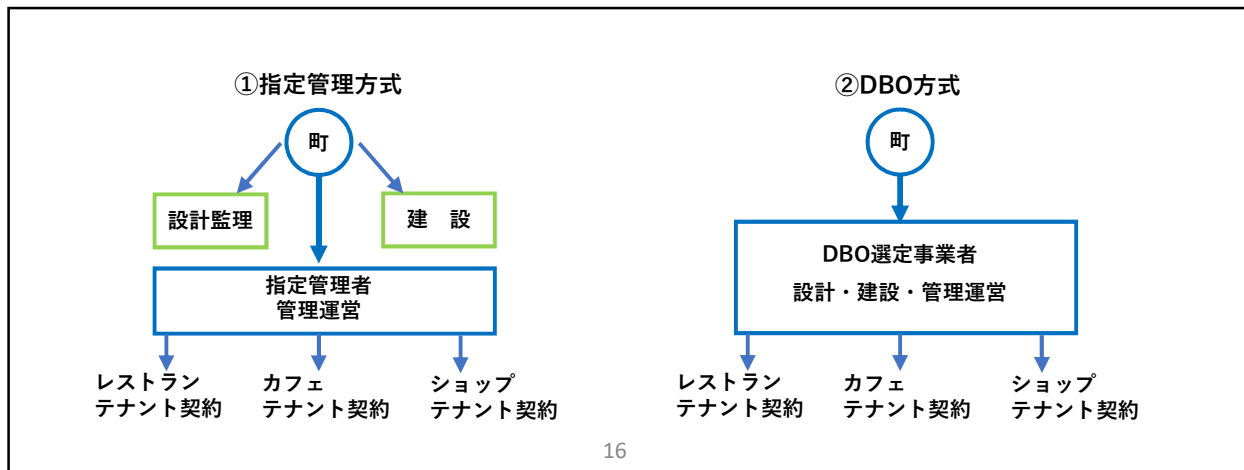 ①指定管理方式
町
設計監理
建　設
指定管理者
管理運営
レストラン
テナント契約
カフェ
テナント契約
ショップ
テナント契約
②DBO方式
町
DBO選定事業者
設計・建設・管理運営
レストラン
テナント契約
カフェ
テナント契約
ショップ
テナント契約
16